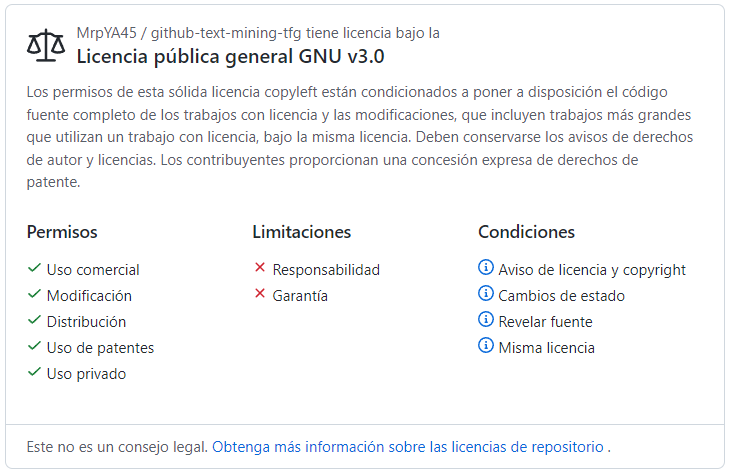 MrpYA45 / github-text-mining-tfg tiene licencia bajo la
Licencia pública general GNU v3.0
Los permisos de esta sólida licencia copyleft están condicionados a poner a disposición el código
fuente completo de los trabajos con licencia y las modificaciones, que incluyen trabajos más grandes
que utilizan un trabajo con licencia, bajo la misma licencia. Deben conservarse los avisos de derechos
de autor y licencias. Los contribuyentes proporcionan una concesión expresa de derechos de
patente.
Permisos
Uso comercial
Modificación
Distribución
Uso de patentes
Uso privado
Limitaciones
Responsabilidad
Garantía
Condiciones
Aviso de licencia y copyright
Cambios de estado
Revelar fuente
Misma licencia
Este no es un consejo legal. Obtenga más información sobre las licencias de repositorio .